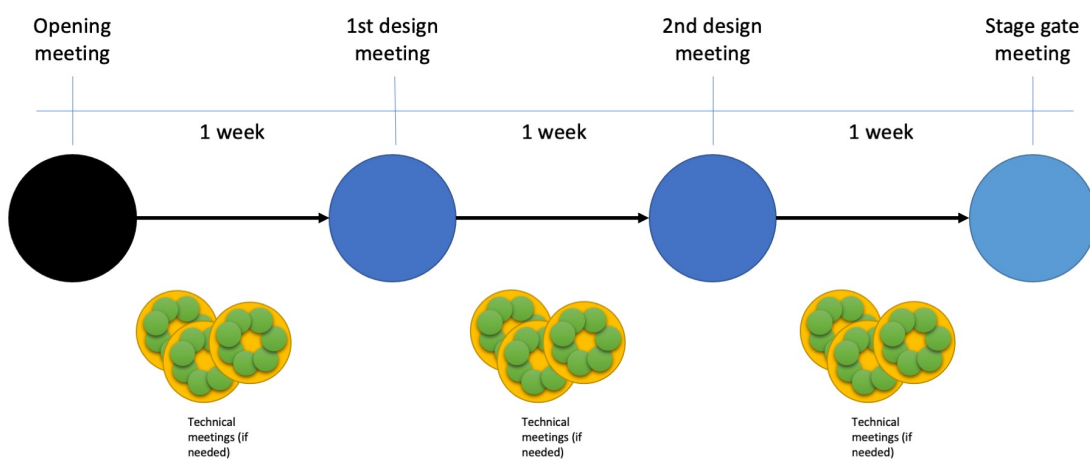 Opening
meeting
1st design
meeting
2nd design
meeting
Stage gate
meeting
1 week
1 week
1 week
Technical
meetings (if
needed)
Technical
meetings (if
needed)
Technical
meetings (if
needed)